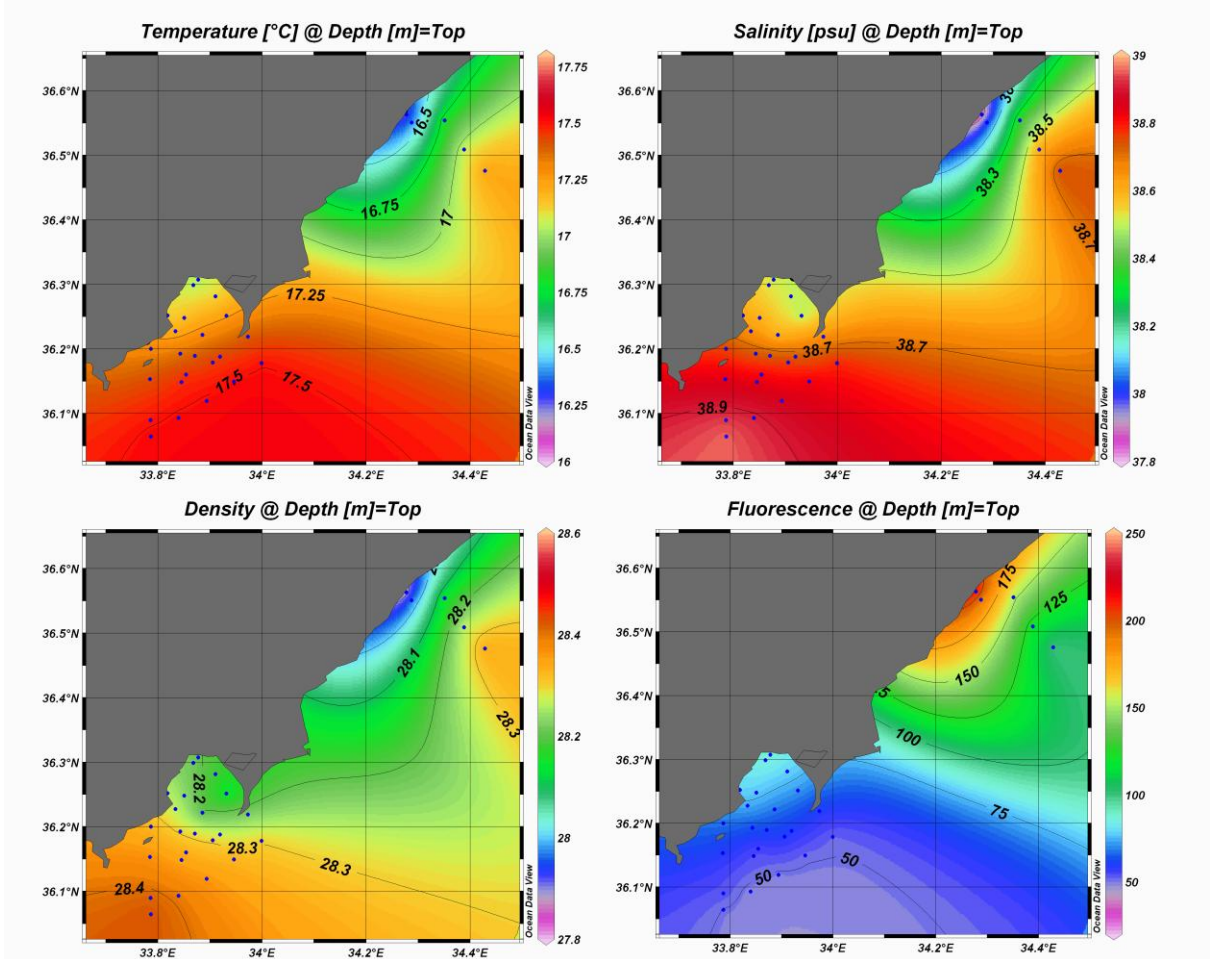 Temperature [°C] @ Depth [m]=Top
36.6°N
36.5°N
36.4°N
36.3°N
36.2°N
36.1°N
33.8°E
34°E
34.2°E
34.4°E
16.5
16.75
17
17.25
17.5
17.5
17.75
17.5
17.25
17
16.75
16.5
16.25
16
Ocean Data View
Salinity [psu] @ Depth [m]=Top
36.6°N
36.5°N
36.4°N
36.3°N
36.2°N
36.1°N
33.8°E
34°E
34.2°E
34.4°E
38.5
38.3
38.7
38.7
38.7
38.9
39
38.8
38.6
38.4
38.2
38
37.8
Ocean Data View
Density @ Depth [m]=Top
36.6°N
36.5°N
36.4°N
36.3°N
36.2°N
36.1°N
33.8°E
34°E
34.2°E
34.4°E
28.2
28.1
28.3
28.2
28.3
28.3
28.4
28.6
28.4
28.2
28
27.8
Ocean Data View
Fluorescence @ Depth [m]=Top
36.6°N
36.5°N
36.4°N
36.3°N
36.2°N
36.1°N
33.8°E
34°E
34.2°E
34.4°E
175
125
150
100
75
50
50
250
200
150
100
50
Ocean Data View